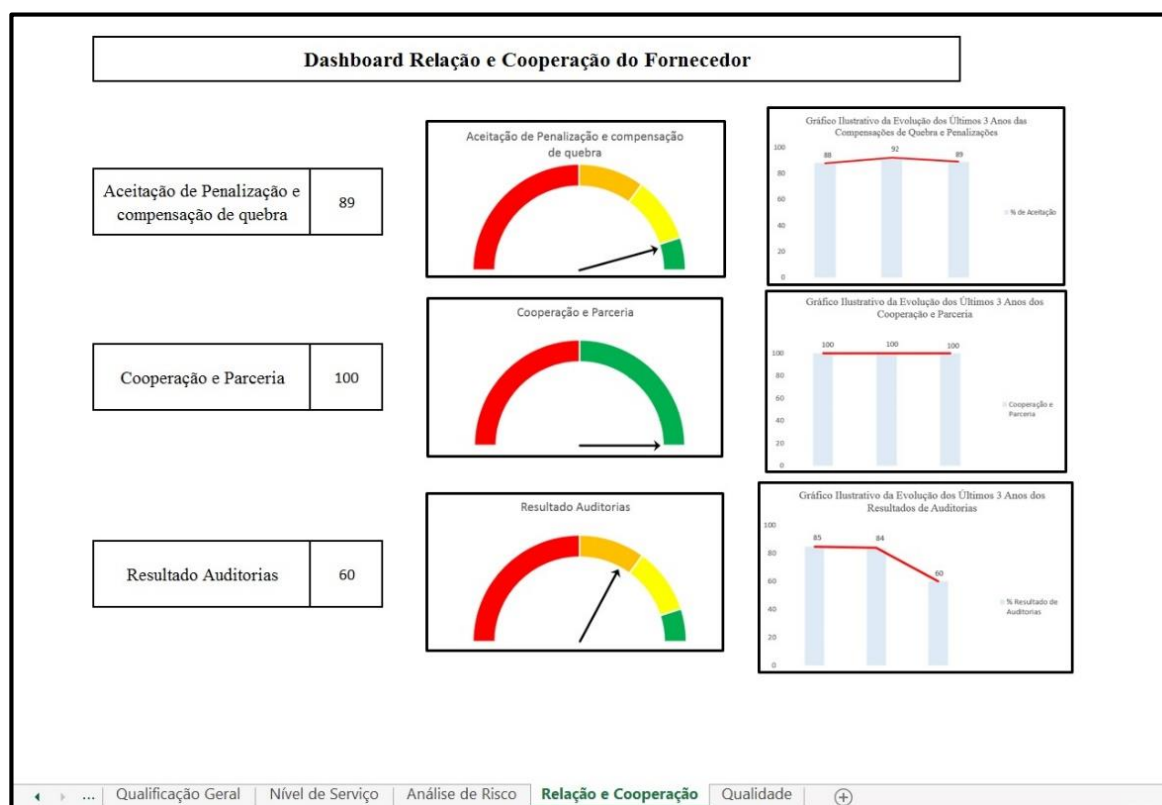 Dashboard Relação e Cooperação do Fornecedor
Aceitação de Penalização e
compensação de quebra
89
Aceitação de Penalização e compensação
de quebra
Gráfico Ilustrativo da Evolução dos Últimos 3 Anos das
Compensações de Quebra e Penalizações
100
80
60
40
20
0
88
92
89
% de Aceitação
Cooperação e Parceria
100
Cooperação e Parceria
Gráfico Ilustrativo da Evolução dos Últimos 3 Anos dos
Cooperação e Parceria
100
80
60
40
20
0
100
100
100
Cooperação e
Parceria
Resultado Auditorias
60
Resultado Auditorias
Gráfico Ilustrativo da Evolução dos Últimos 3 Anos dos
Resultados de Auditorias
100
80
60
40
20
0
85
84
60
% Resultado de
Auditorias
... Qualificação Geral Nível de Serviço Análise de Risco Relação e Cooperação Qualidade